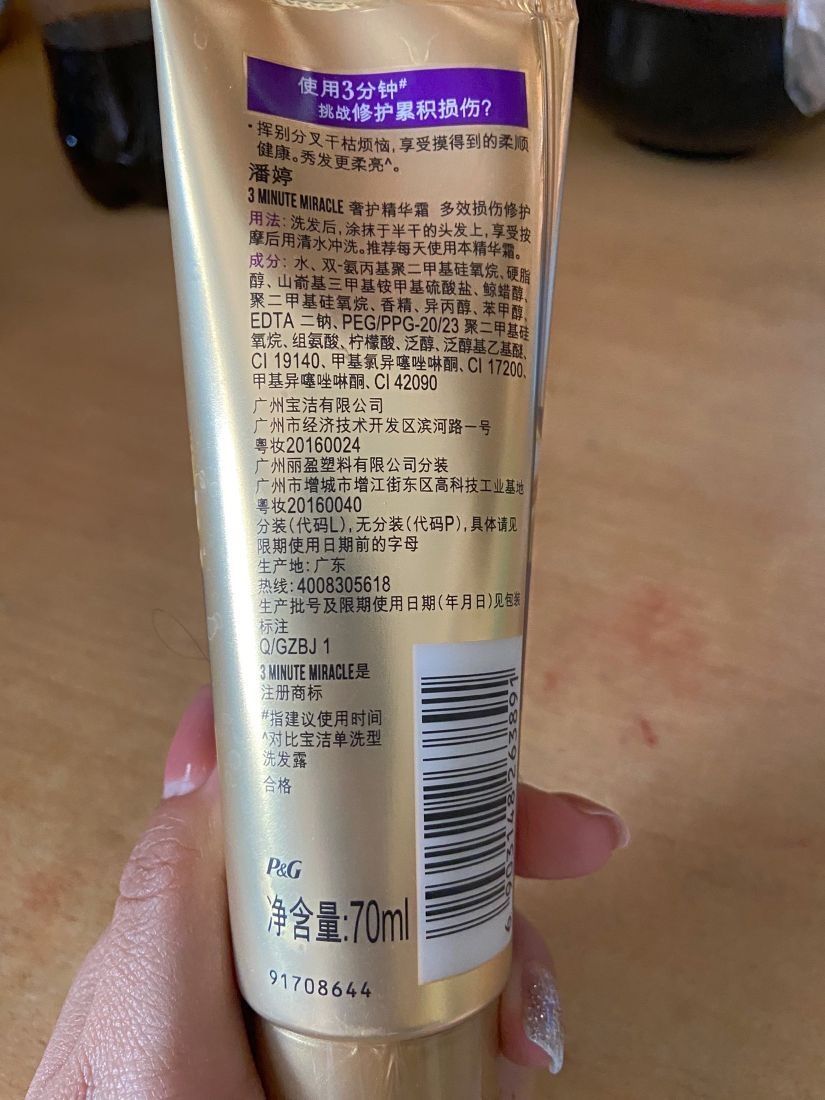 使用3分钟#
挑战修护累积损伤?
·挥别分叉干枯烦恼,享受摸得到的柔顺
健康。秀发更柔亮^。
潘婷
3 MINUTE MIRACLE 奢护精华霜 多效损伤修护
用法:洗发后,涂抹于半干的头发上,享受按
摩后用清水冲洗。推荐每天使用本精华霜。
成分:水、双-氨丙基聚二甲基硅氧烷、硬脂
醇、山嵛基三甲基铵甲基硫酸盐、鲸蜡醇、
聚二甲基硅氧烷、香精、异丙醇、苯甲醇、
EDTA 二钠、PEG/PPG-20/23 聚二甲基硅
氧烷、组氨酸、柠檬酸、泛醇、泛醇基乙基醚、
CI 19140、甲基氯异噻唑啉酮、CI 17200、
甲基异噻唑啉酮、CI 42090
广州宝洁有限公司
广州市经济技术开发区滨河路一号
粤妆20160024
广州丽盈塑料有限公司分装
广州市增城市增江街东区高科技工业基地
粤妆20160040
分装(代码L),无分装(代码P),具体请见
限期使用日期前的字母
生产地:广东
热线:4008305618
生产批号及限期使用日期(年月日)见包装
标注
Q/GZBJ 1
3 MINUTE MIRACLE是
注册商标
#指建议使用时间
^对比宝洁单洗型
洗发露
合格
6 903148 263891
P&G
净含量:70ml
91708644